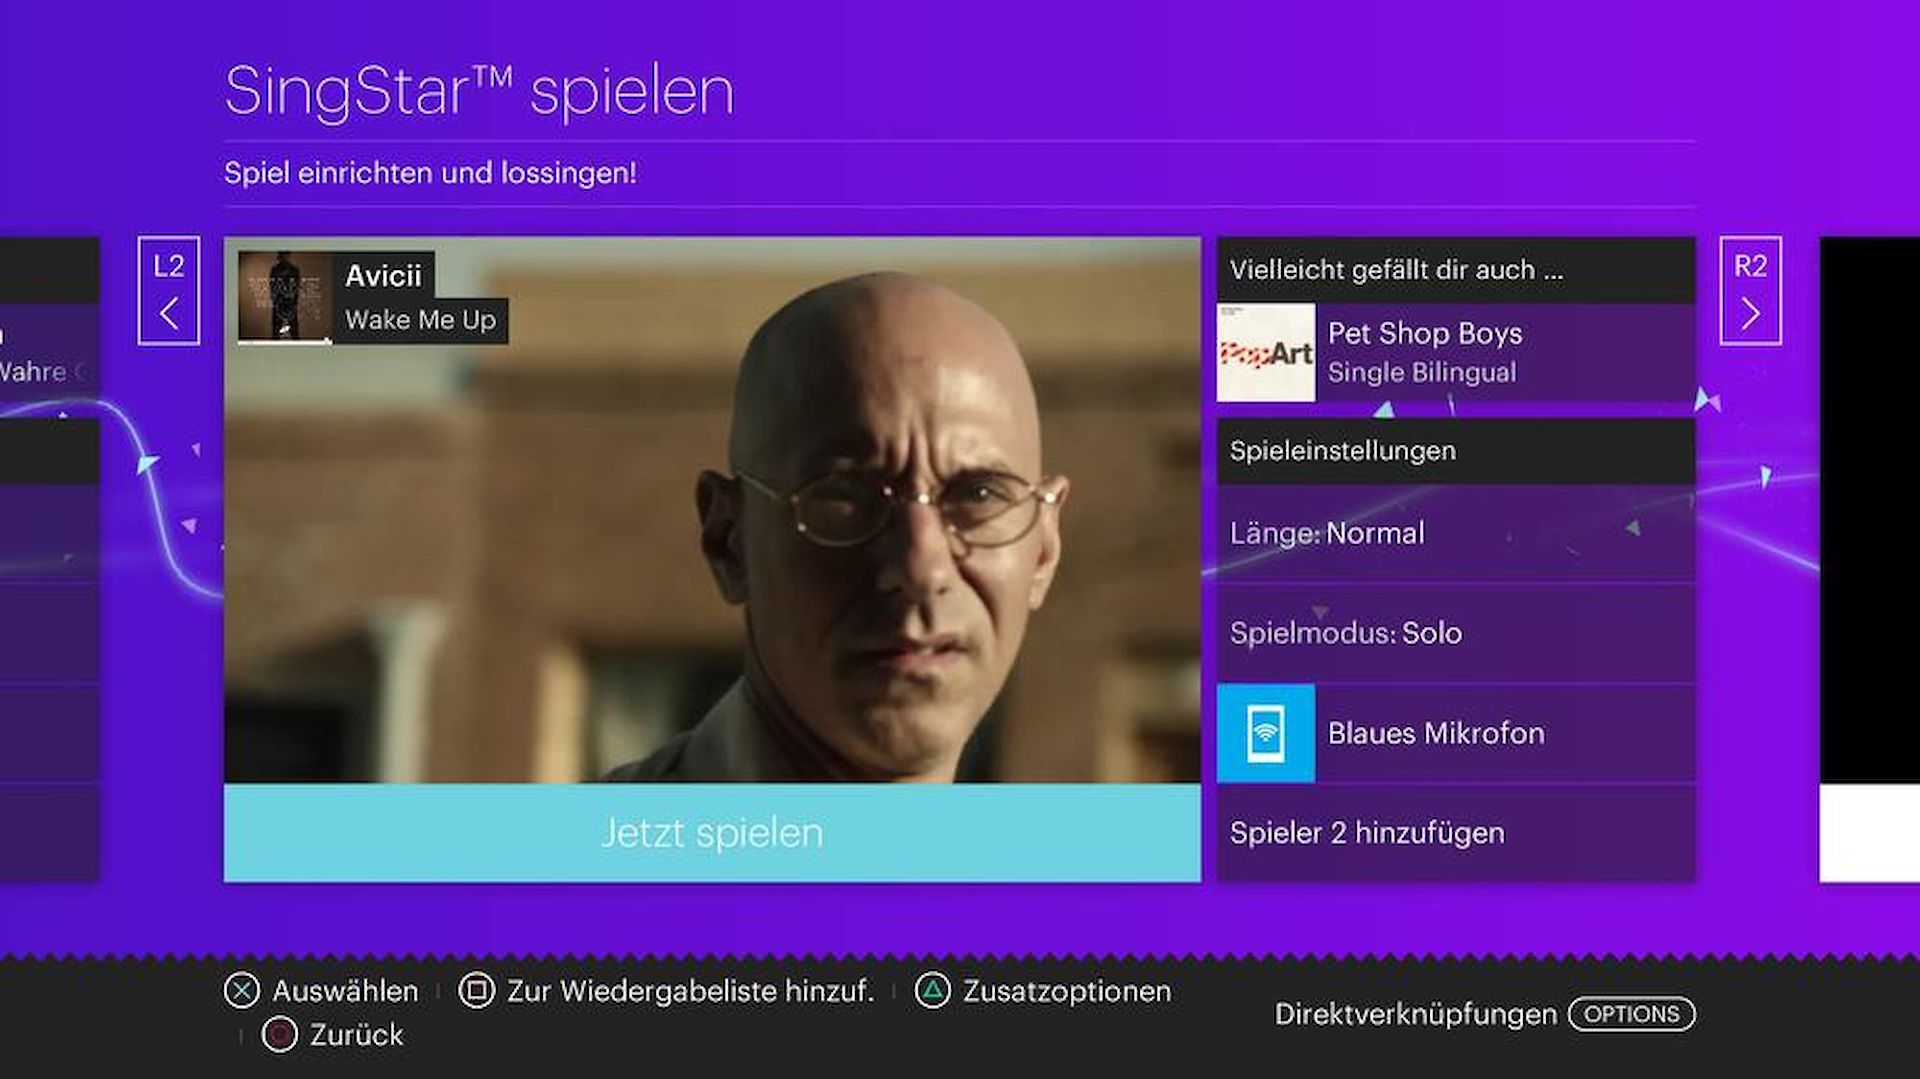 SingStar™ spielen
Spiel einrichten und lossingen!
L2
Avicii
Wake Me Up
Vielleicht gefällt dir auch ...
PopArt
Pet Shop Boys
Single Bilingual
R2
Wahre
Spieleinstellungen
Länge: Normal
Spielmodus: Solo
Blaues Mikrofon
Jetzt spielen
Spieler 2 hinzufügen
Auswählen
Zur Wiedergabeliste hinzuf.
Zusatzoptionen
Zurück
Direktverknüpfungen OPTIONS